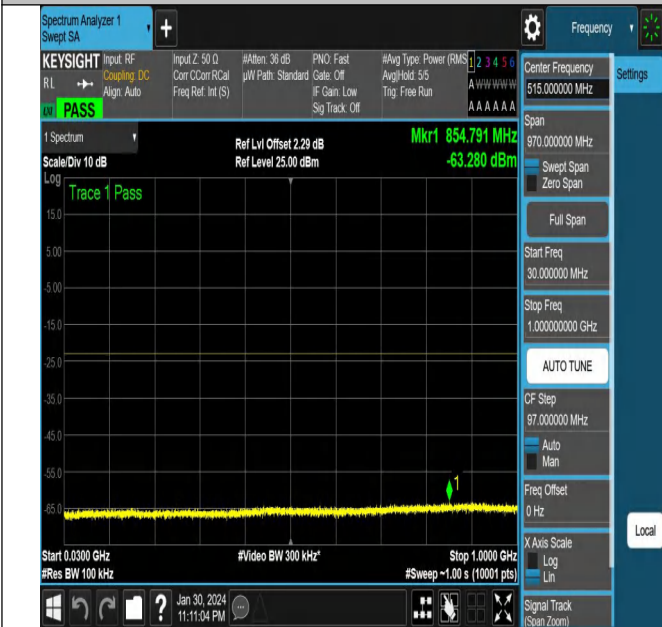 Spectrum Analyzer 1
Swept SA
Frequency
KEYSIGHT
RL
PASS
Input: RF
Coupling: DC
Align: Auto
Input Z: 50 Ω
Corr CCorr RCal
Freq Ref: Int (S)
#Atten: 36 dB
µW Path: Standard
PNO: Fast
Gate: Off
IF Gain: Low
Sig Track: Off
#Avg Type: Power (RMS
Avg|Hold: 5/5
Trig: Free Run
1 2 3 4 5 6
A W W W W W
A A A A A A
1 Spectrum
Scale/Div 10 dB
Ref Lvl Offset 2.29 dB
Ref Level 25.00 dBm
Mkr1 854.791 MHz
-63.280 dBm
Log
Trace 1 Pass
15.0
5.00
-5.00
-15.0
-25.0
-35.0
-45.0
-55.0
-65.0
1
Start 0.0300 GHz
#Res BW 100 kHz
#Video BW 300 kHz*
Stop 1.0000 GHz
#Sweep ~1.00 s (10001 pts)
Jan 30, 2024
11:11:04 PM
Center Frequency
515.000000 MHz
Settings
Span
970.000000 MHz
Swept Span
Zero Span
Full Span
Start Freq
30.000000 MHz
Stop Freq
1.000000000 GHz
AUTO TUNE
CF Step
97.000000 MHz
Auto
Man
Freq Offset
0 Hz
X Axis Scale
Log
Lin
Local
Signal Track
(Span Zoom)